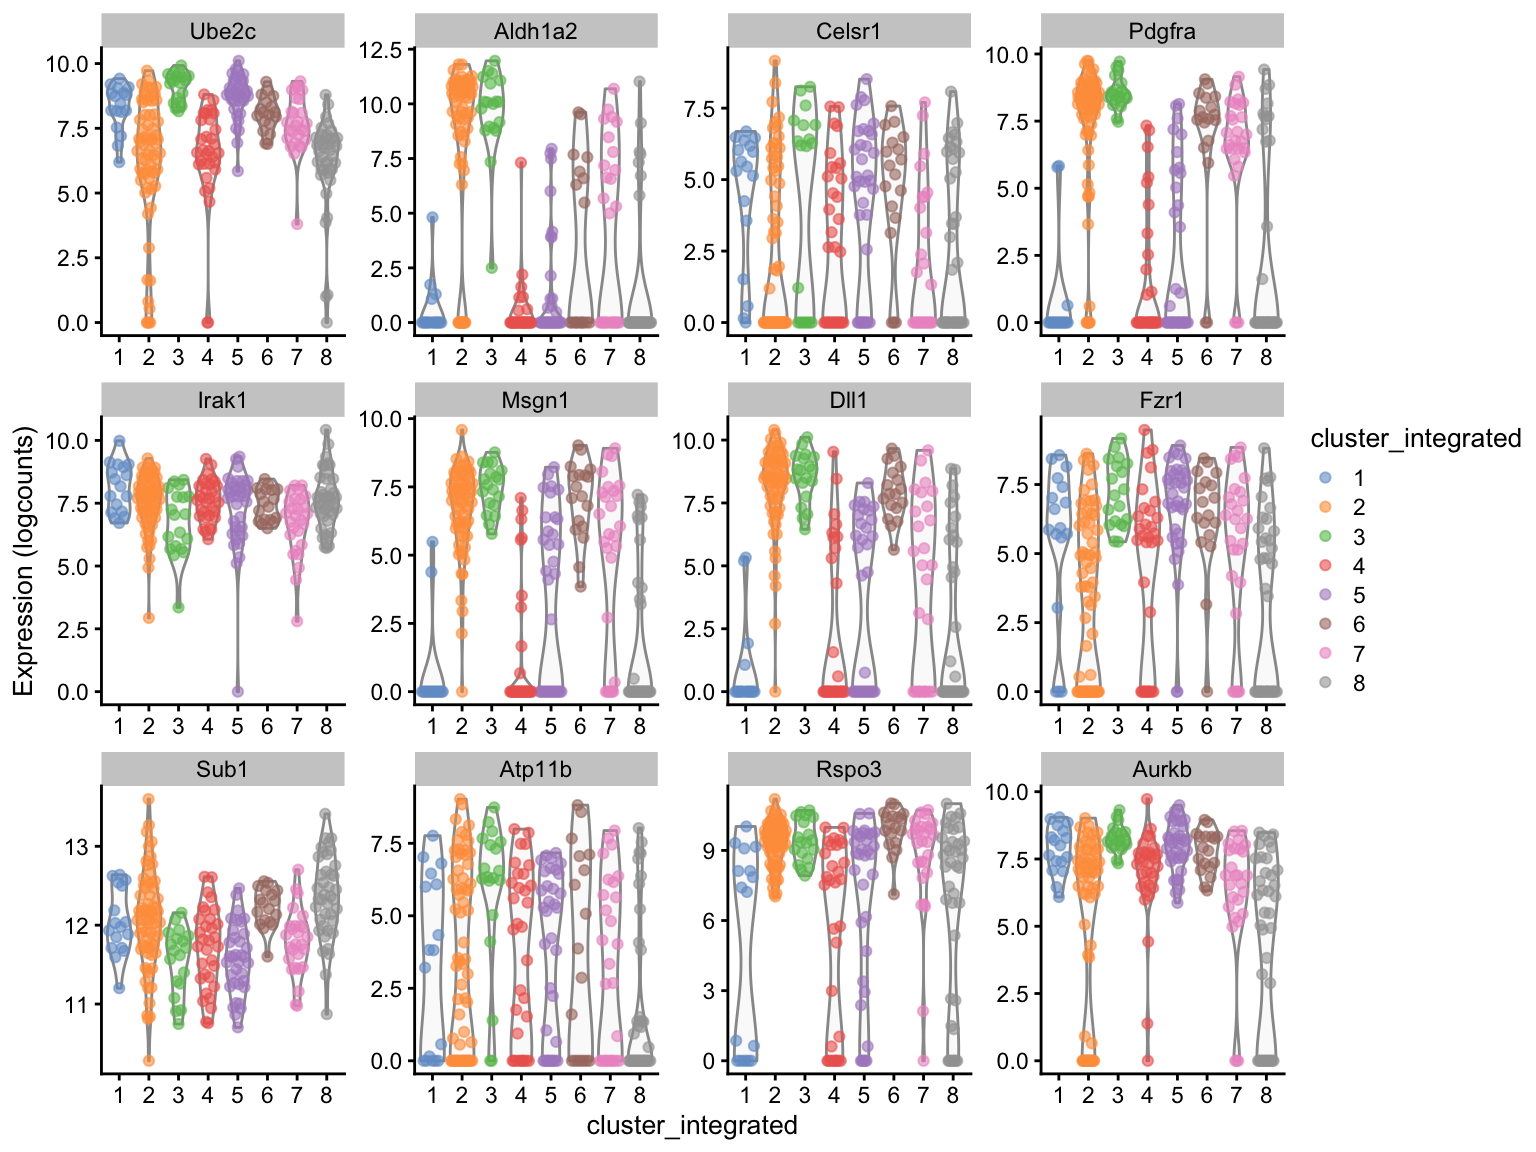 Ube2c Aldh1a2 Celsr1 Pdgfra
10.0 7.5 5.0 2.5 0.0
12.5 10.0 7.5 5.0 2.5 0.0
7.5 5.0 2.5 0.0
10.0 7.5 5.0 2.5 0.0
1 2 3 4 5 6 7 8
1 2 3 4 5 6 7 8
1 2 3 4 5 6 7 8
1 2 3 4 5 6 7 8
Expression (logcounts)
Irak1 Msgn1 Dll1 Fzr1
10.0 7.5 5.0 2.5 0.0
10.0 7.5 5.0 2.5 0.0
10.0 7.5 5.0 2.5 0.0
7.5 5.0 2.5 0.0
1 2 3 4 5 6 7 8
1 2 3 4 5 6 7 8
1 2 3 4 5 6 7 8
1 2 3 4 5 6 7 8
Sub1 Atp11b Rspo3 Aurkb
13 12 11
7.5 5.0 2.5 0.0
9 6 3 0
10.0 7.5 5.0 2.5 0.0
1 2 3 4 5 6 7 8
1 2 3 4 5 6 7 8
1 2 3 4 5 6 7 8
1 2 3 4 5 6 7 8
cluster_integrated
cluster_integrated
1
2
3
4
5
6
7
8